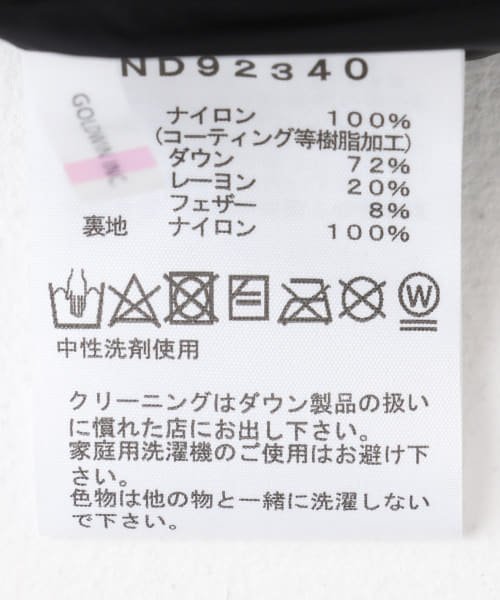 ND92340
GOLDWIN INC
ナイロン 100%
(コーティング等樹脂加工)
ダウン 72%
レーヨン 20%
フェザー 8%
裏地 ナイロン 100%
W
中性洗剤使用
クリーニングはダウン製品の扱い
に慣れた店にお出し下さい。
家庭用洗濯機のご使用はお避け下
さい。
色物は他の物と一緒に洗濯しない
で下さい。